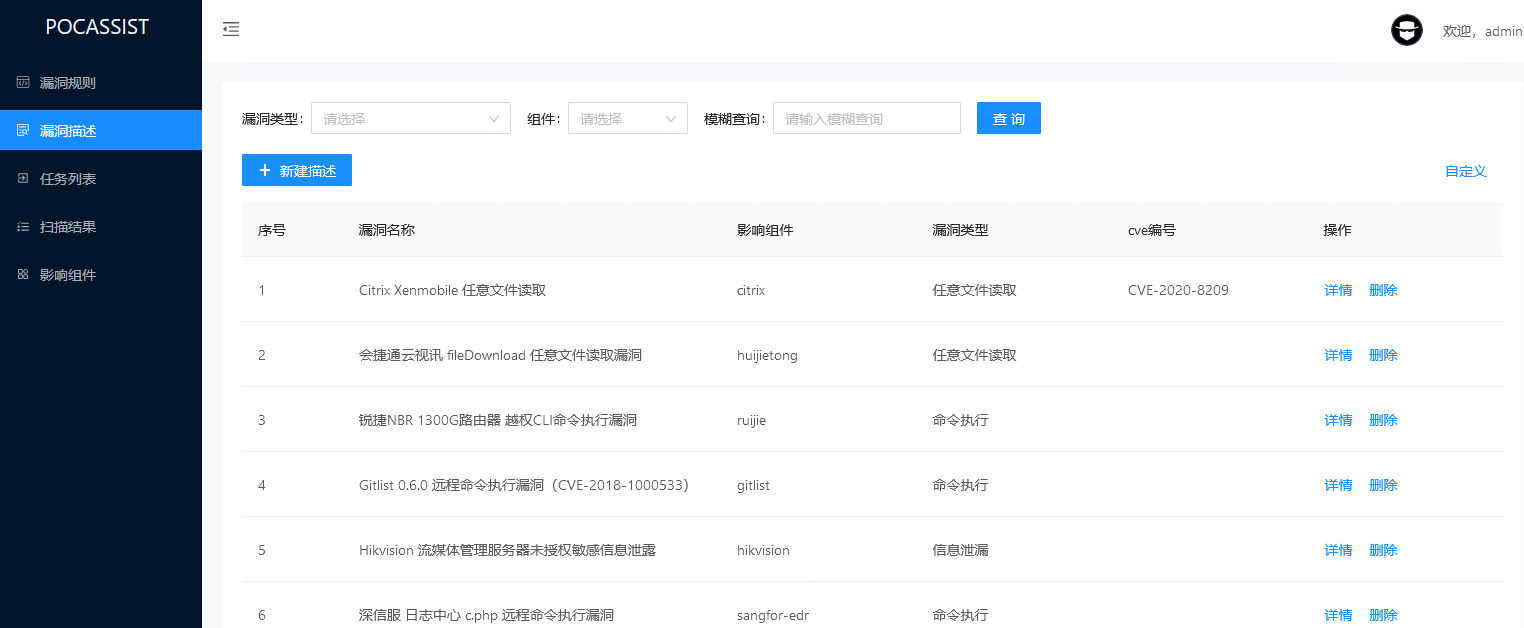 POCASSIST
欢迎，admin
漏洞规则
漏洞描述
任务列表
扫描结果
影响组件
漏洞类型: 请选择 组件: 请选择 模糊查询: 请输入模糊查询 查 询
+ 新建描述 自定义
序号 漏洞名称 影响组件 漏洞类型 cve编号 操作
1 Citrix Xenmobile 任意文件读取 citrix 任意文件读取 CVE-2020-8209 详情 删除
2 会捷通云视讯 fileDownload 任意文件读取漏洞 huijietong 任意文件读取 详情 删除
3 锐捷NBR 1300G路由器 越权CLI命令执行漏洞 ruijie 命令执行 详情 删除
4 Gitlist 0.6.0 远程命令执行漏洞（CVE-2018-1000533） gitlist 命令执行 详情 删除
5 Hikvision 流媒体管理服务器未授权敏感信息泄露 hikvision 信息泄漏 详情 删除
6 深信服 日志中心 c.php 远程命令执行漏洞 sangfor-edr 命令执行 详情 删除